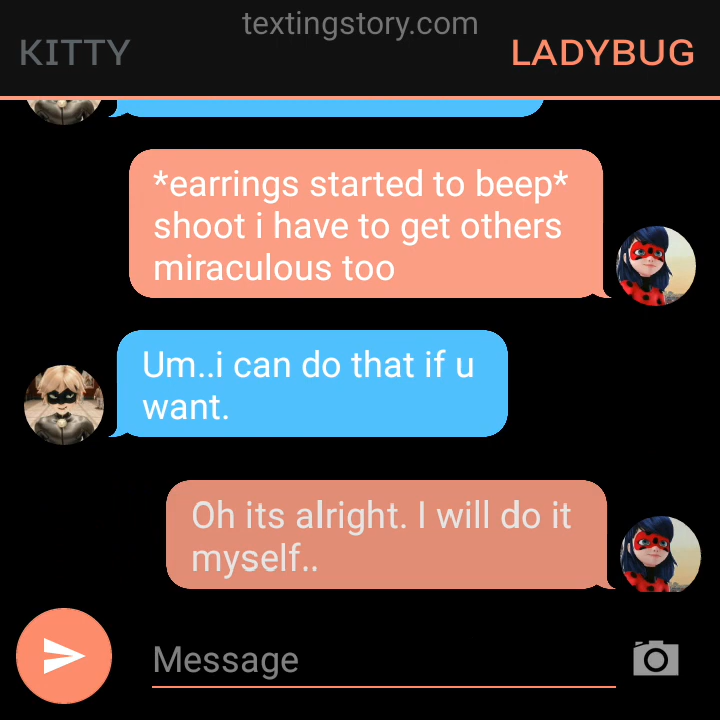 textingstory.com
KITTY
LADYBUG
*earrings started to beep*
shoot i have to get others
miraculous too
Um..i can do that if u
want.
Oh its alright. I will do it
myself..
Message